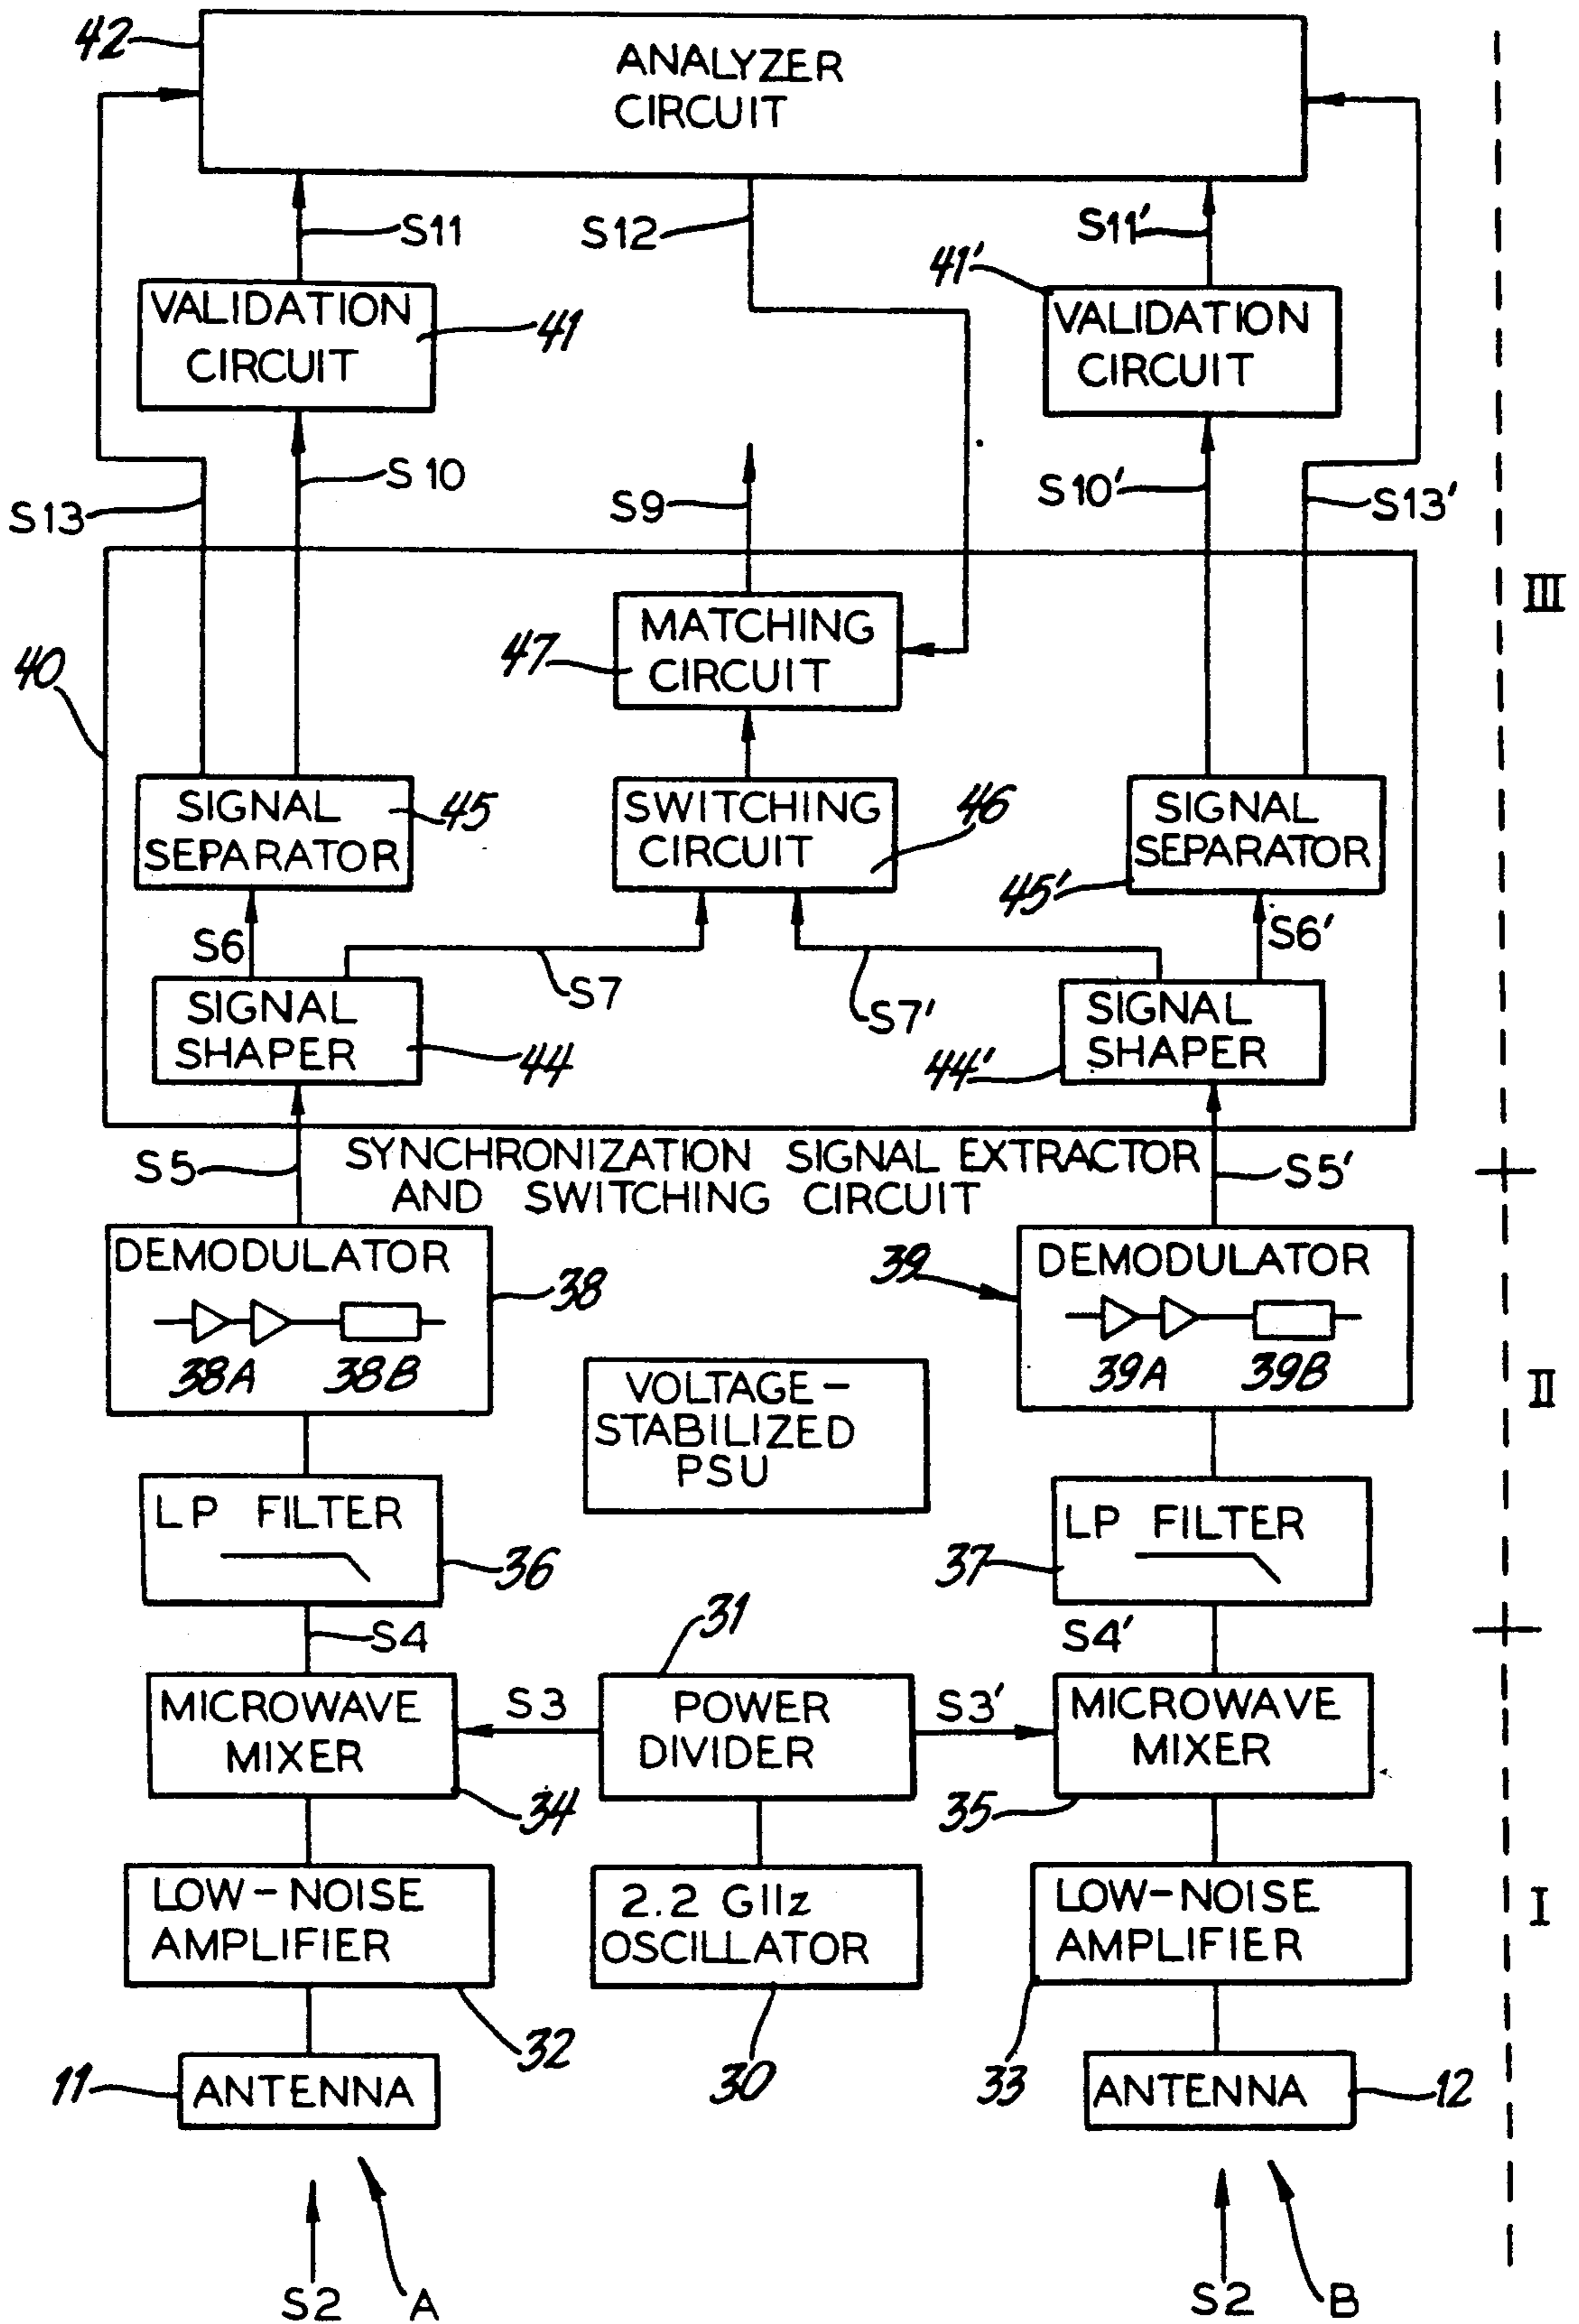 42
ANALYZER
CIRCUIT
S11
S12
S11'
41'
VALIDATION
CIRCUIT
41
VALIDATION
CIRCUIT
S13
S10
S9
S10'
S13'
III
40
47
MATCHING
CIRCUIT
SIGNAL
SEPARATOR
45
SWITCHING
CIRCUIT
46
SIGNAL
SEPARATOR
45'
S6
S7
S7'
S6'
SIGNAL
SHAPER
44
44'
SIGNAL
SHAPER
S5
SYNCHRONIZATION SIGNAL EXTRACTOR
AND SWITCHING CIRCUIT
S5'
DEMODULATOR
38
38A
38B
39
DEMODULATOR
39A
39B
II
VOLTAGE-
STABILIZED
PSU
LP FILTER
36
37
LP FILTER
S4
31
S4'
MICROWAVE
MIXER
34
S3
POWER
DIVIDER
S3'
MICROWAVE
MIXER
35
LOW-NOISE
AMPLIFIER
32
2.2 GHz
OSCILLATOR
30
LOW-NOISE
AMPLIFIER
33
I
11
ANTENNA
ANTENNA
12
S2
A
S2
B